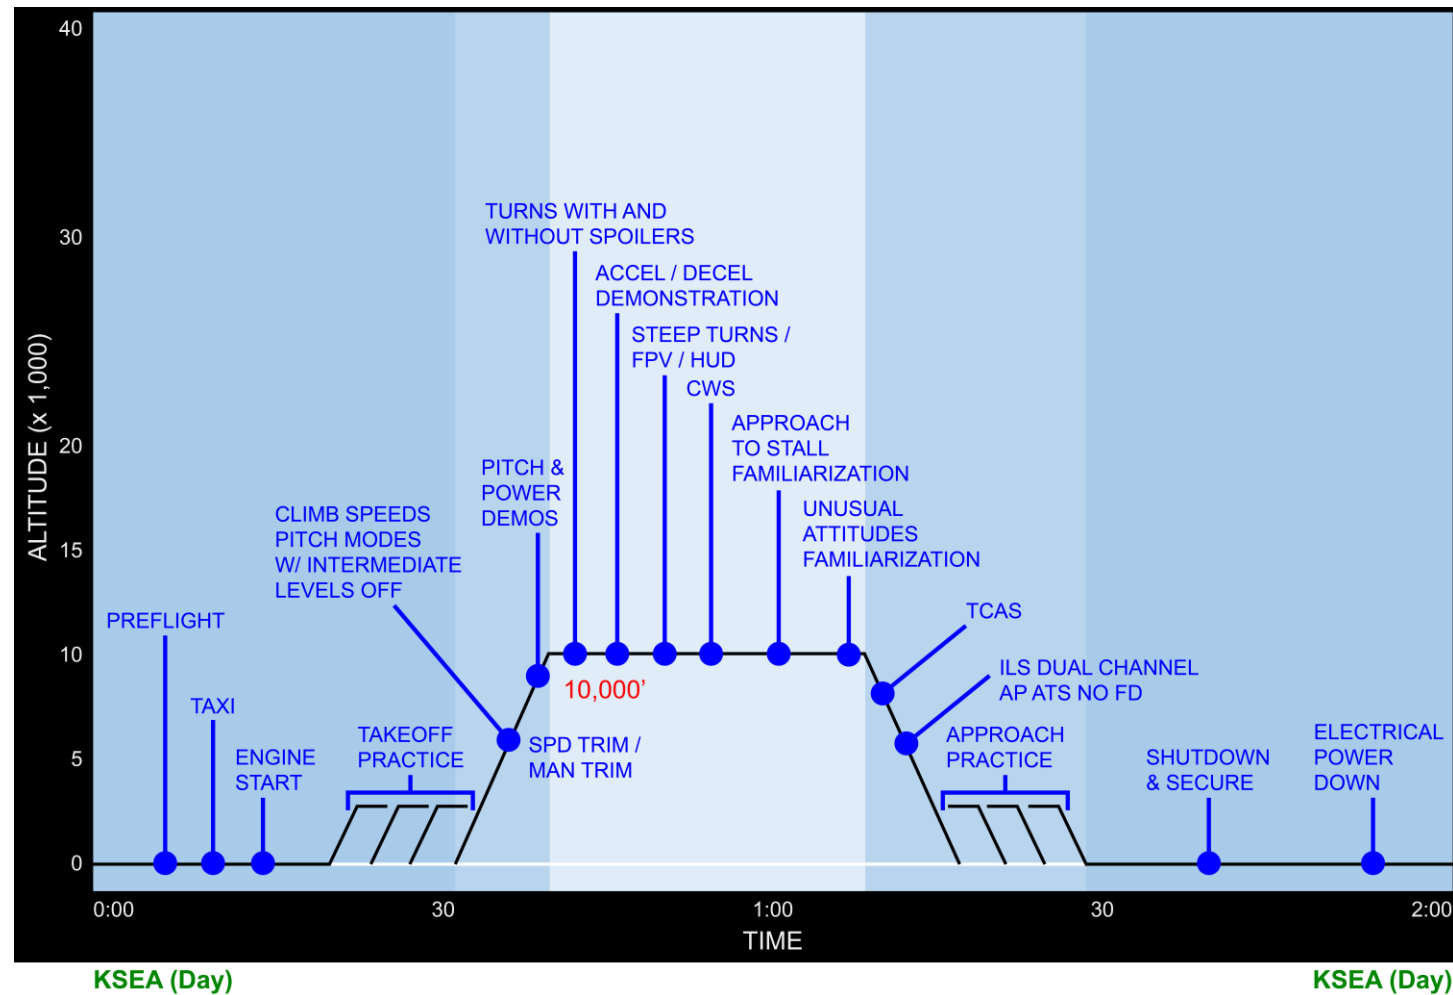 40
30
20
15
10
5
0
ALTITUDE (x 1,000)
TURNS WITH AND
WITHOUT SPOILERS
ACCEL / DECEL
DEMONSTRATION
STEEP TURNS /
FPV / HUD
CWS
APPROACH
TO STALL
FAMILIARIZATION
PITCH &
POWER
DEMOS
UNUSUAL
ATTITUDES
FAMILIARIZATION
CLIMB SPEEDS
PITCH MODES
W/ INTERMEDIATE
LEVELS OFF
PREFLIGHT
TAXI
ENGINE
START
TAKEOFF
PRACTICE
10,000’
SPD TRIM /
MAN TRIM
TCAS
ILS DUAL CHANNEL
AP ATS NO FD
APPROACH
PRACTICE
SHUTDOWN
& SECURE
ELECTRICAL
POWER
DOWN
0:00
30
1:00
30
2:00
TIME
KSEA (Day)
KSEA (Day)